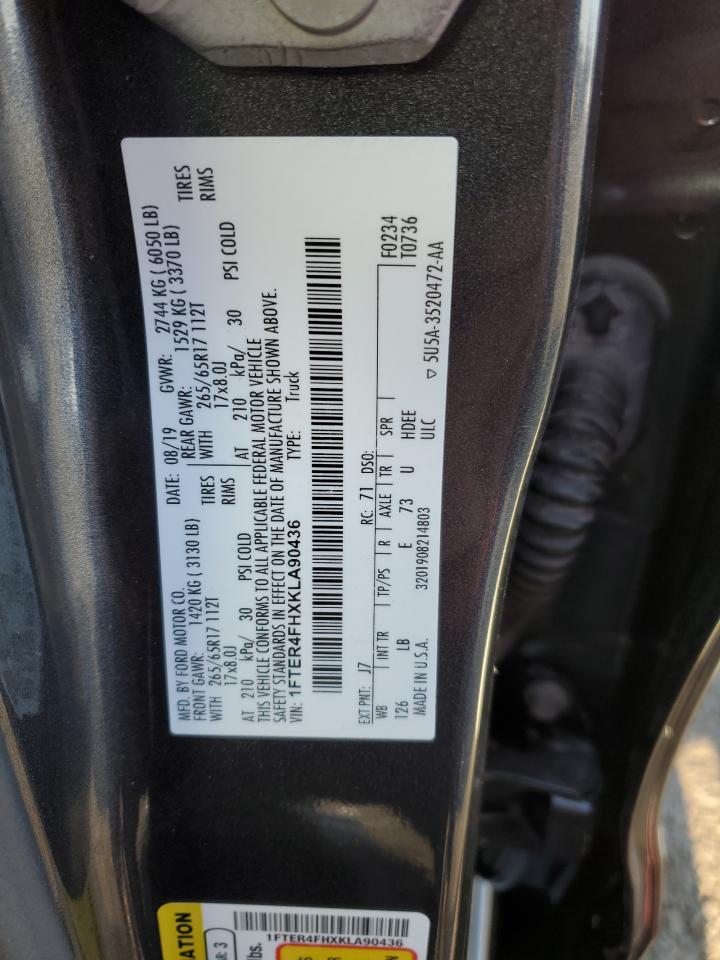 MFD. BY FORD MOTOR CO. DATE: 08/19 GVWR: 2744 KG ( 6050 LB)
FRONT GAWR: 1420 KG ( 3130 LB) REAR GAWR: 1529 KG ( 3370 LB)
WITH 265/65R17 112T TIRES WITH 265/65R17 112T TIRES
17x8.0J RIMS 17x8.0J RIMS
AT 210 kPa/ 30 PSI COLD AT 210 kPa/ 30 PSI COLD
THIS VEHICLE CONFORMS TO ALL APPLICABLE FEDERAL MOTOR VEHICLE
SAFETY STANDARDS IN EFFECT ON THE DATE OF MANUFACTURE SHOWN ABOVE.
VIN: 1FTER4FHXKLA90436 TYPE: Truck
EXT PNT: J7 RC: 71 DSO: F0234
WB INT TR TP/PS R AXLE TR SPR T0736
126 LB E 73 U HDEE
MADE IN U.S.A. 3201908214803 ULC
▽ 5U5A-3520472-AA
1FTER4FHXKLA90436